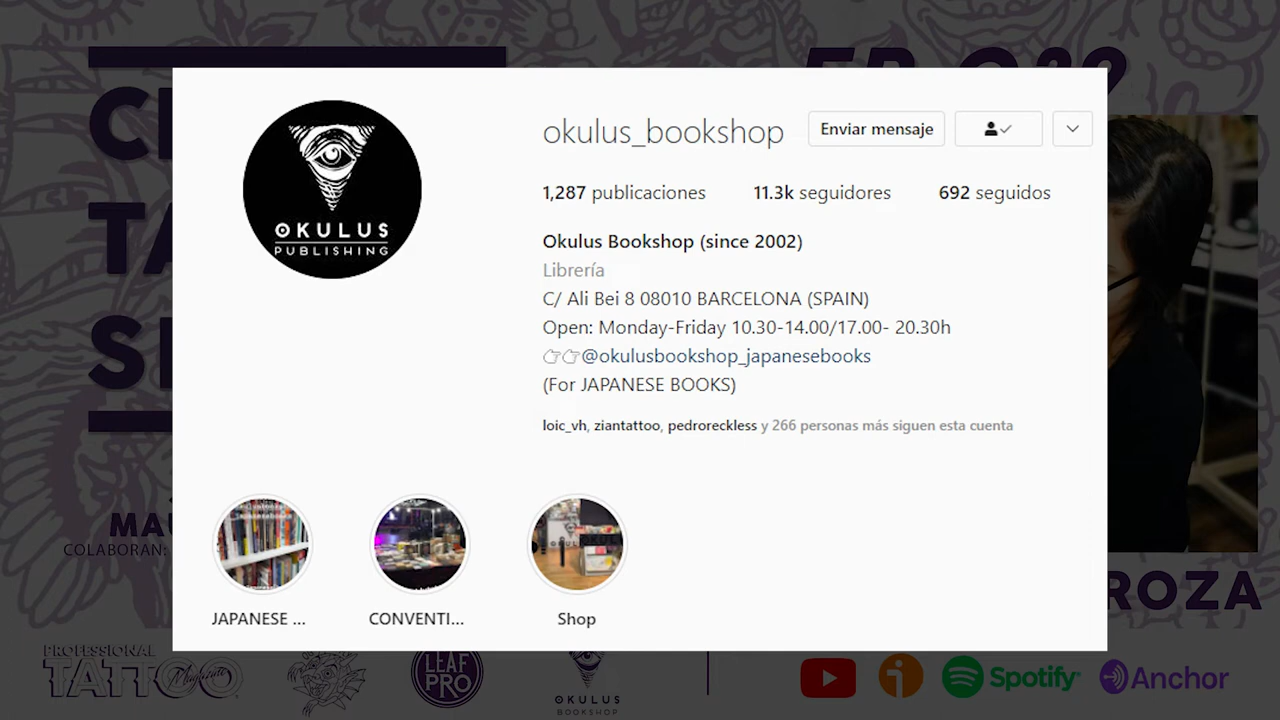 okulus_bookshop
Enviar mensaje
1,287 publicaciones 11.3k seguidores 692 seguidos
Okulus Bookshop (since 2002)
Librería
C/ Ali Bei 8 08010 BARCELONA (SPAIN)
Open: Monday-Friday 10.30-14.00/17.00- 20.30h
👉👉@okulusbookshop_japanesebooks
(For JAPANESE BOOKS)
loic_vh, ziantattoo, pedroreckless y 266 personas más siguen esta cuenta
OKULUS
PUBLISHING
JAPANESE ... CONVENTI... Shop
COLABORAN:
ROZA
PROFESSIONAL
TATTOO
Magazine
LEAF
PRO
OKULUS
BOOKSHOP
Spotify
Anchor